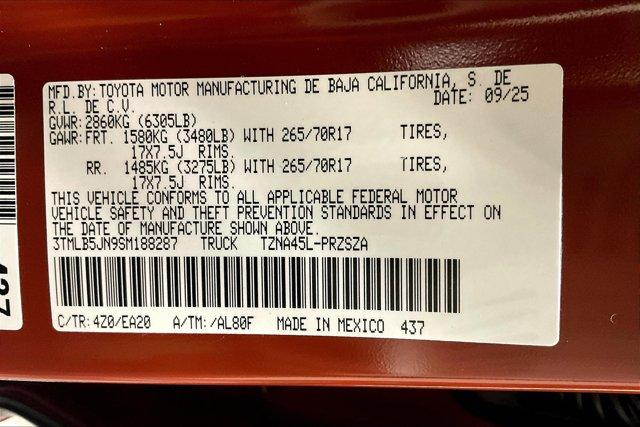 MFD.BY:TOYOTA MOTOR MANUFACTURING DE BAJA CALIFORNIA, S. DE
R.L. DE C.V. DATE: 09/25
GVWR:2860KG (6305LB)
GAWR:FRT. 1580KG (3480LB) WITH 265/70R17 TIRES,
17X7.5J RIMS.
RR. 1485KG (3275LB) WITH 265/70R17 TIRES,
17X7.5J RIMS.
THIS VEHICLE CONFORMS TO ALL APPLICABLE FEDERAL MOTOR
VEHICLE SAFETY AND THEFT PREVENTION STANDARDS IN EFFECT ON
THE DATE OF MANUFACTURE SHOWN ABOVE.
3TMLB5JN9SM188287 TRUCK TZNA45L-PRZSZA
C/TR:4Z0/EA20 A/TM:/AL80F MADE IN MEXICO 437